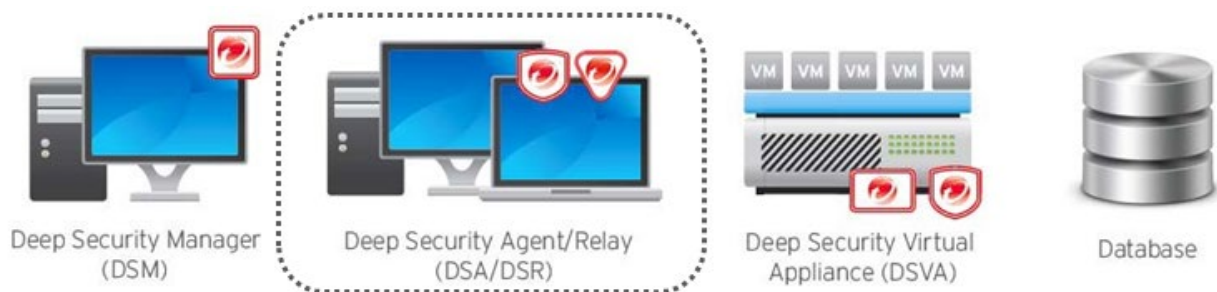 VM VM VM VM VM
Deep Security Manager
(DSM)
Deep Security Agent/Relay
(DSA/DSR)
Deep Security Virtual
Appliance (DSVA)
Database